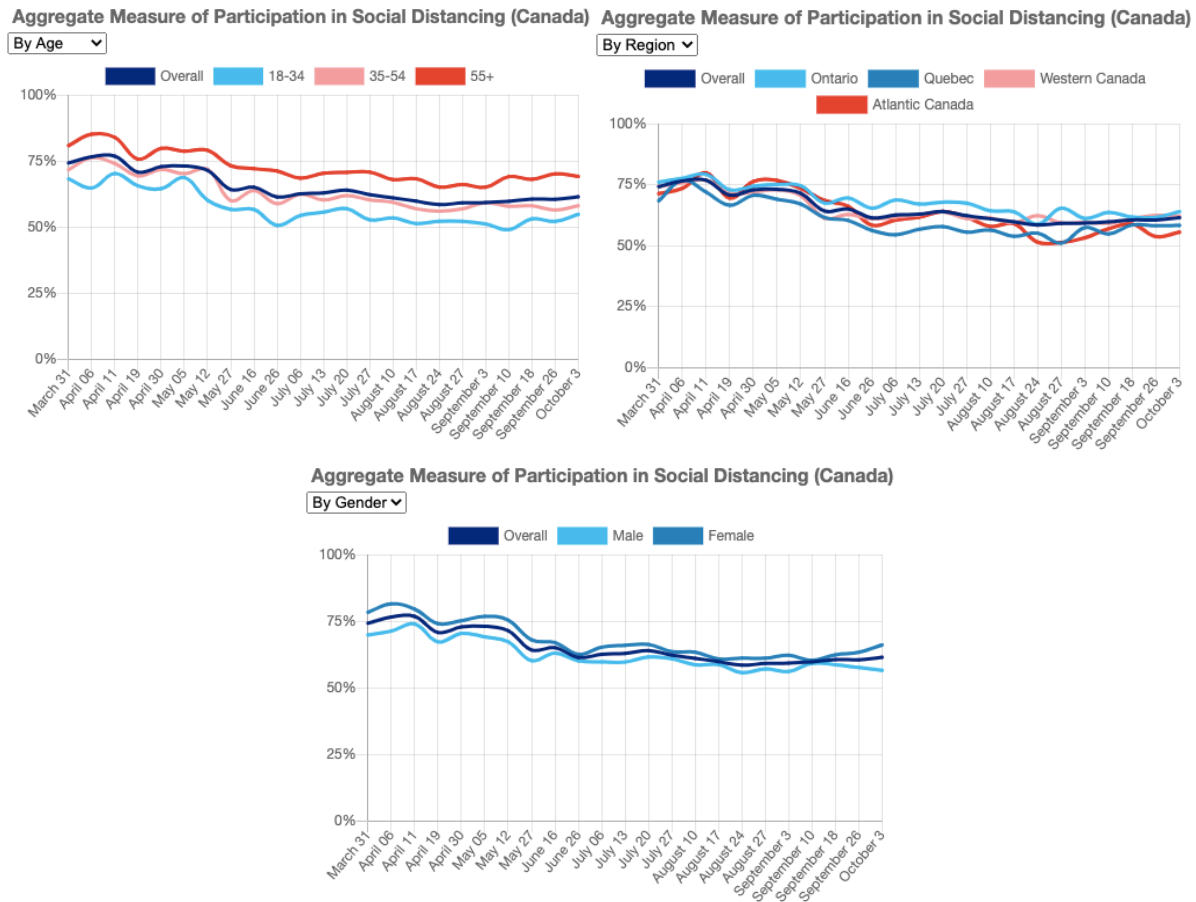 Aggregate Measure of Participation in Social Distancing (Canada)
By Age
Overall 18-34 35-54 55+
100%
75%
50%
25%
0%
March 31 April 06 April 11 April 19 April 30 May 05 May 12 May 27 June 16 June 26 July 06 July 13 July 20 July 27 August 10 August 17 August 24 August 27 September 3 September 10 September 18 September 26 October 3
Aggregate Measure of Participation in Social Distancing (Canada)
By Region
Overall Ontario Quebec Western Canada
Atlantic Canada
100%
75%
50%
25%
0%
March 31 April 06 April 11 April 19 April 30 May 05 May 12 May 27 June 16 June 26 July 06 July 13 July 20 July 27 August 10 August 17 August 24 August 27 September 3 September 10 September 18 September 26 October 3
Aggregate Measure of Participation in Social Distancing (Canada)
By Gender
Overall Male Female
100%
75%
50%
25%
0%
March 31 April 06 April 11 April 19 April 30 May 05 May 12 May 27 June 16 June 26 July 06 July 13 July 20 July 27 August 10 August 17 August 24 August 27 September 3 September 10 September 18 September 26 October 3